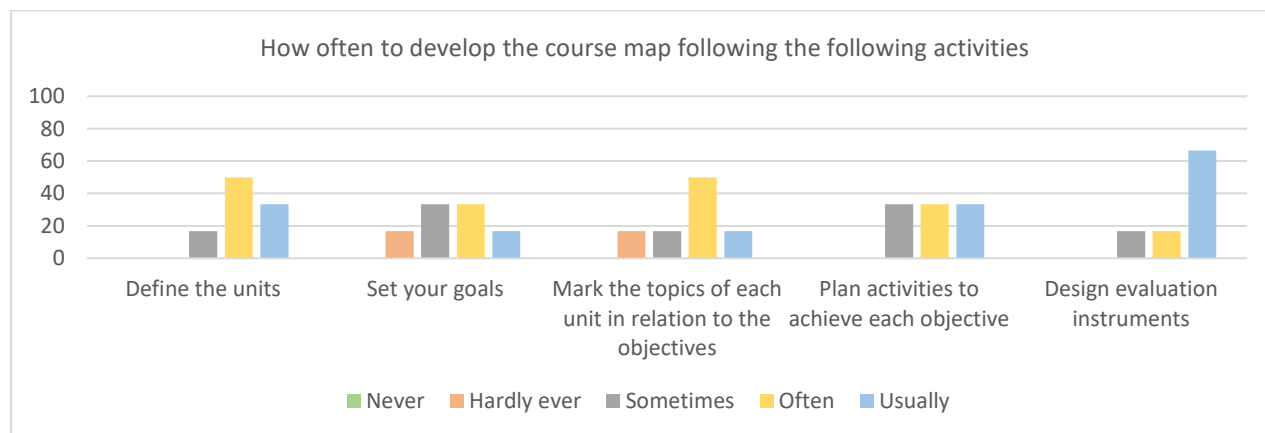 How often to develop the course map following the following activities
100
80
60
40
20
0
Define the units
Set your goals
Mark the topics of each
unit in relation to the
objectives
Plan activities to
achieve each objective
Design evaluation
instruments
Never Hardly ever Sometimes Often Usually